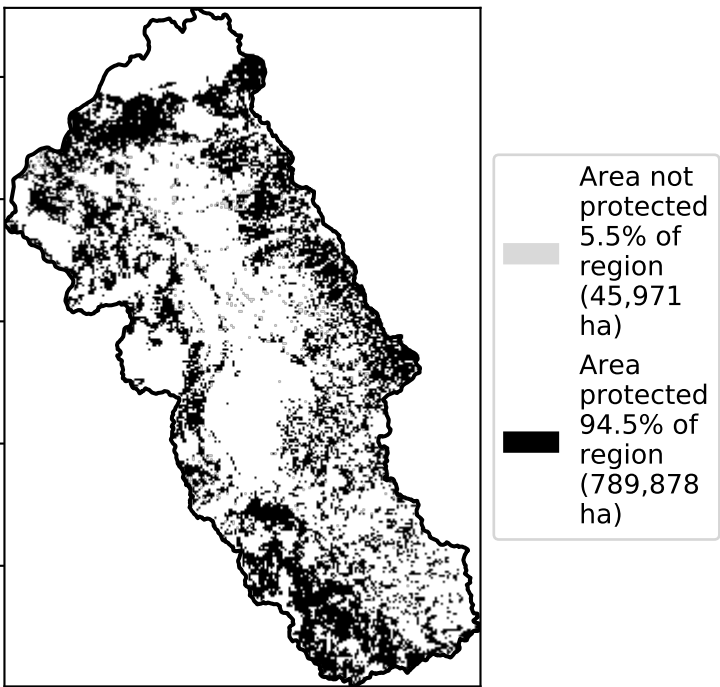 Area not
protected
5.5% of
region
(45,971
ha)
Area
protected
94.5% of
region
(789,878
ha)